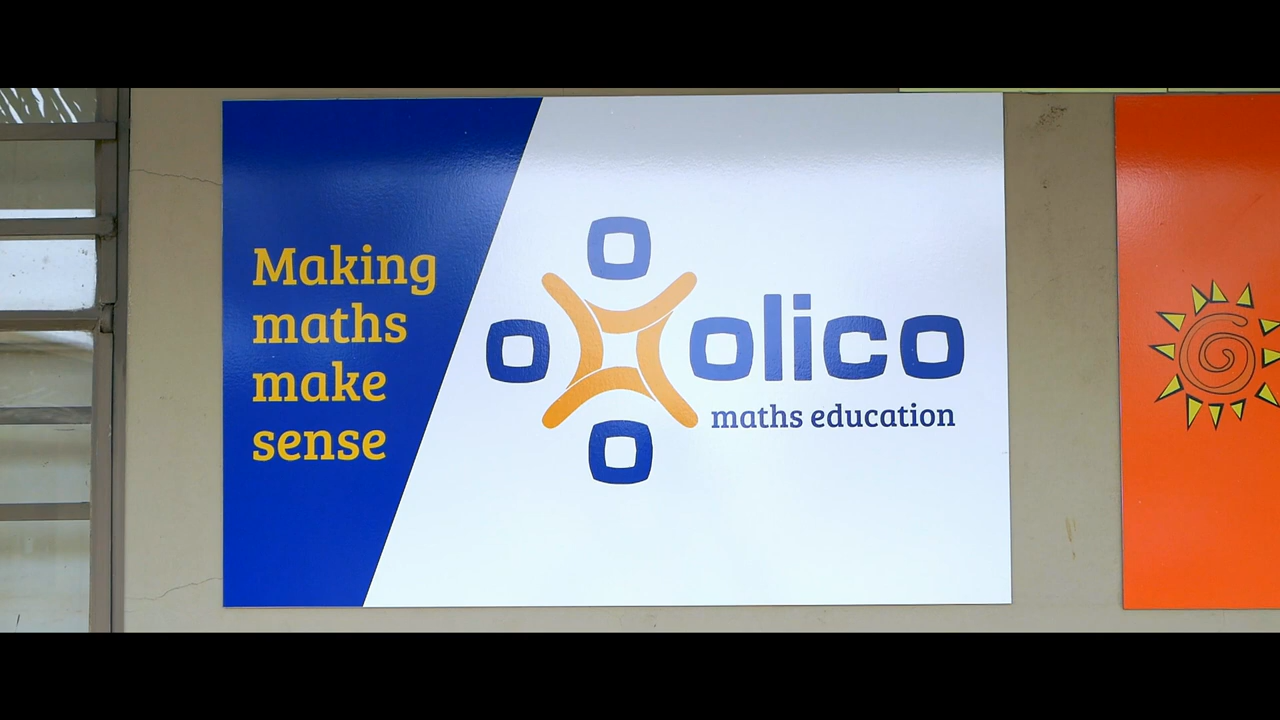 Making
maths
make
sense
olico
maths education